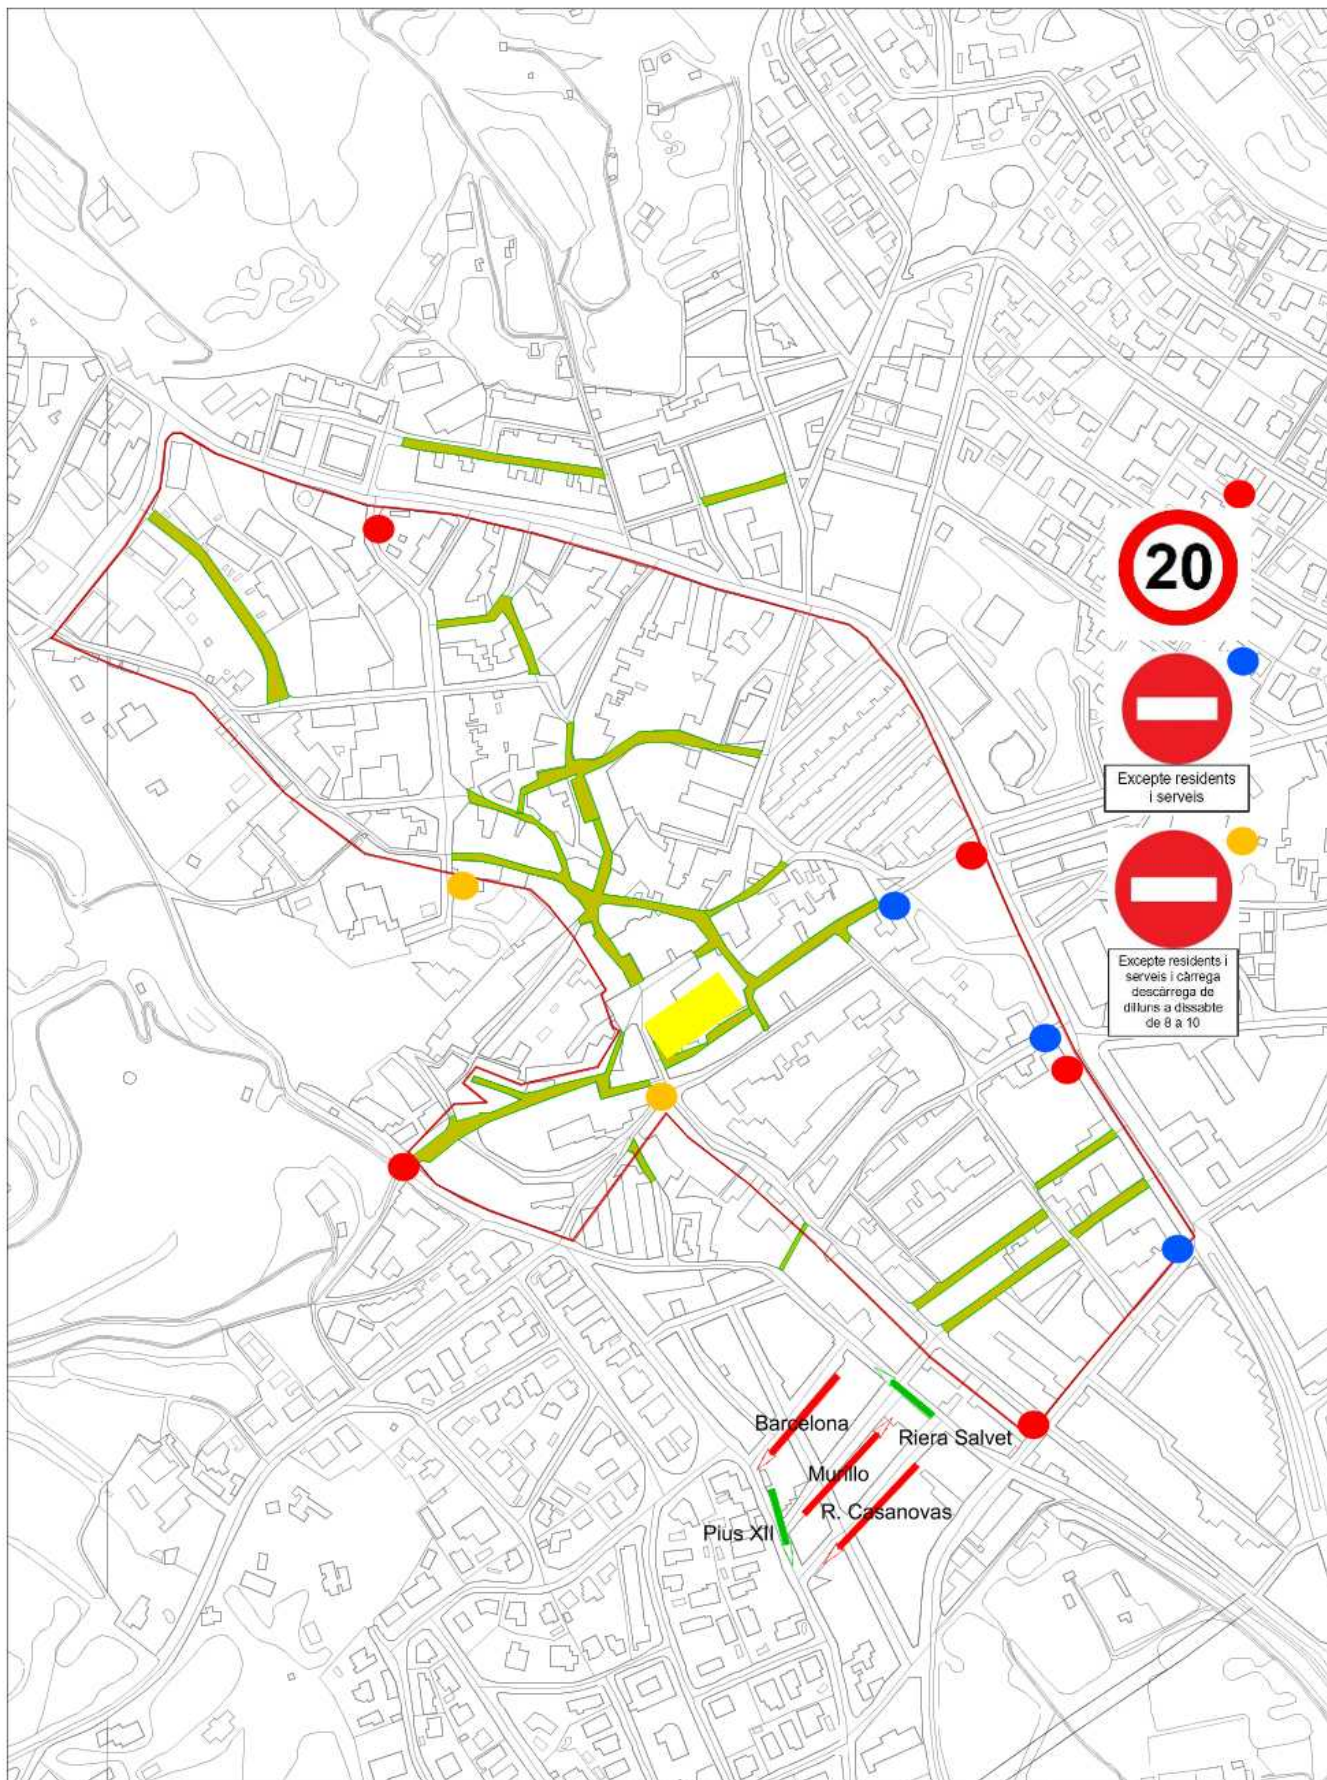 20
Excepte residents
i serveis
Excepte residents i
serveis i càrrega
descàrrega de
dilluns a dissabte
de 8 a 10
Barcelona
Riera Salvet
Murillo
R. Casanovas
Pius XII